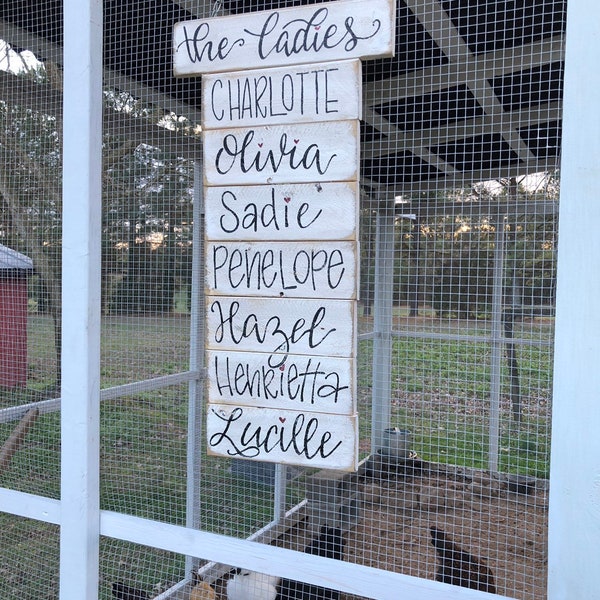 the ladies
CHARLOTTE
Olivia
Sadie
PENELOPE
Hazel
Henrietta
Lucille